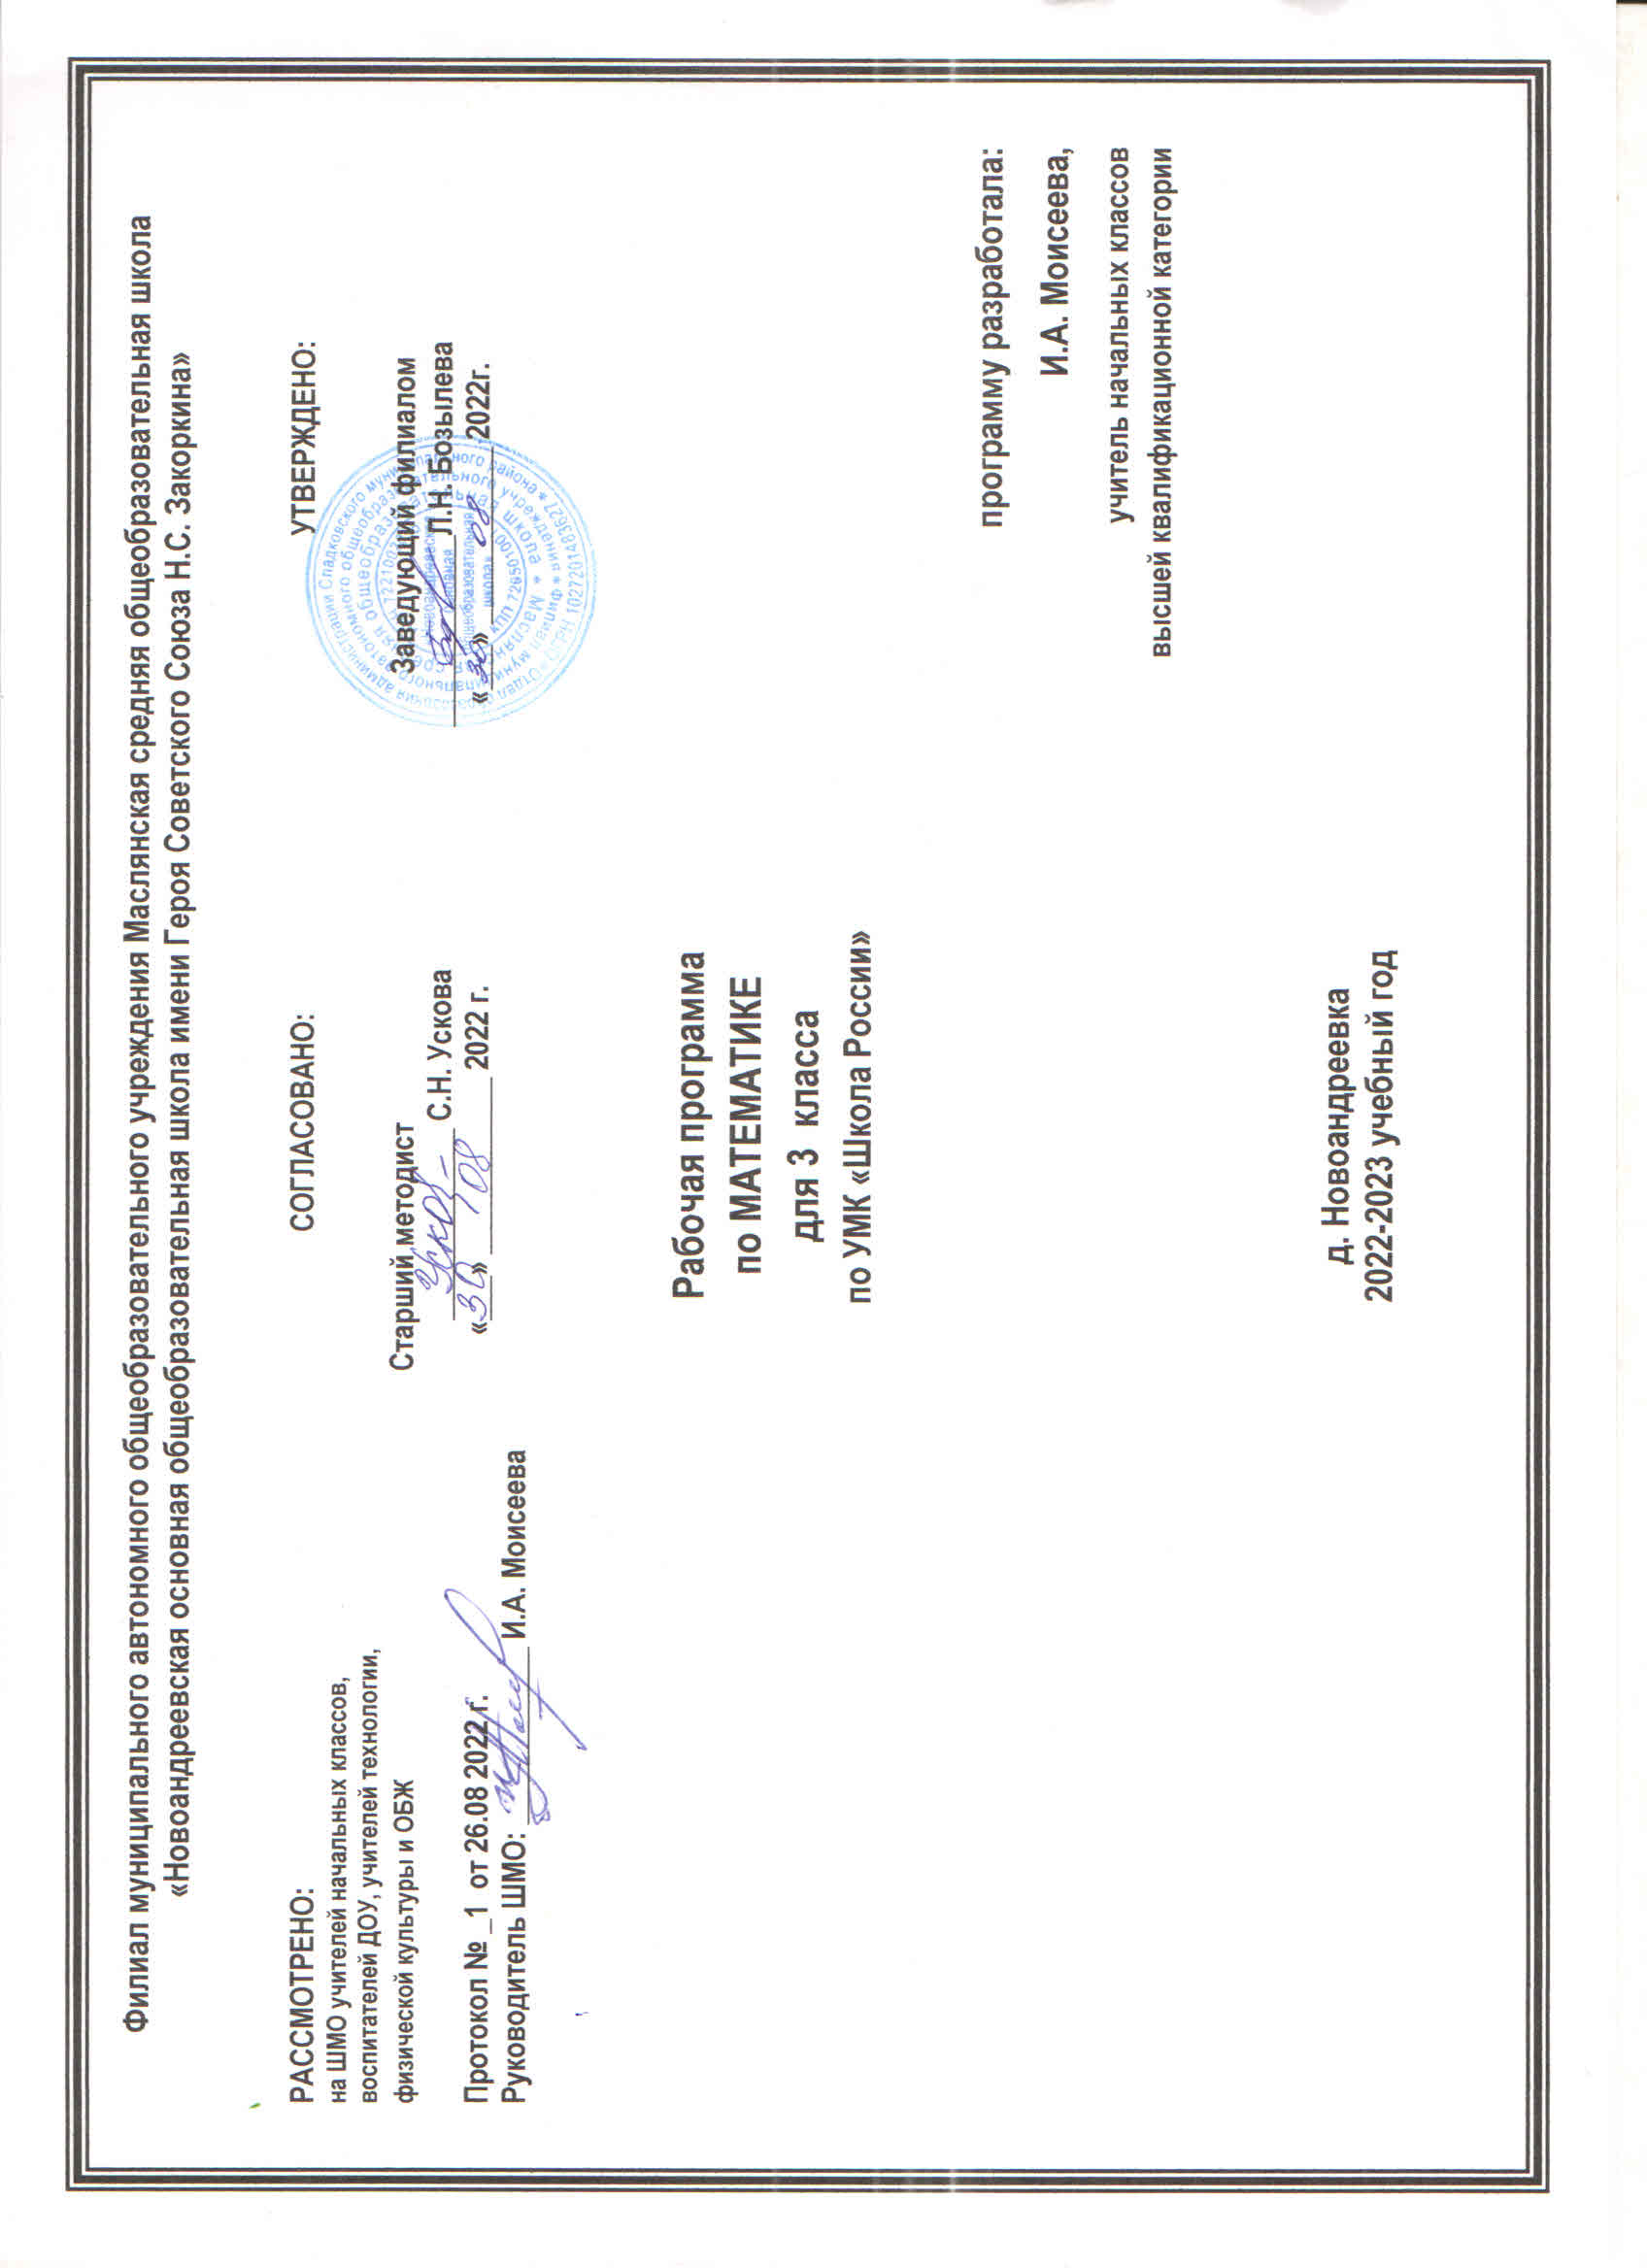 Филиал муниципального автономного общеобразовательного учреждения Маслянская средняя общеобразовательная школа
«Новоандреевская основная общеобразовательная школа имени Героя Советского Союза Н.С. Закоркина»
РАССМОТРЕНО:
на ШМО учителей начальных классов,
воспитателей ДОУ, учителей технологии,
физической культуры и ОБЖ
Протокол № _1 от 26.08 2022 г.
Руководитель ШМО: И.А. Моисеева
СОГЛАСОВАНО:
Старший методист
С.Н. Ускова
«30» 08 2022 г.
УТВЕРЖДЕНО:
Заведующий филиалом
Л.Н. Бозылева
«30» 08 2022г.
Рабочая программа
по МАТЕМАТИКЕ
для 3 класса
по УМК «Школа России»
программу разработала:
И.А. Моисеева,
учитель начальных классов
высшей квалификационной категории
д. Новоандреевка
2022-2023 учебный год